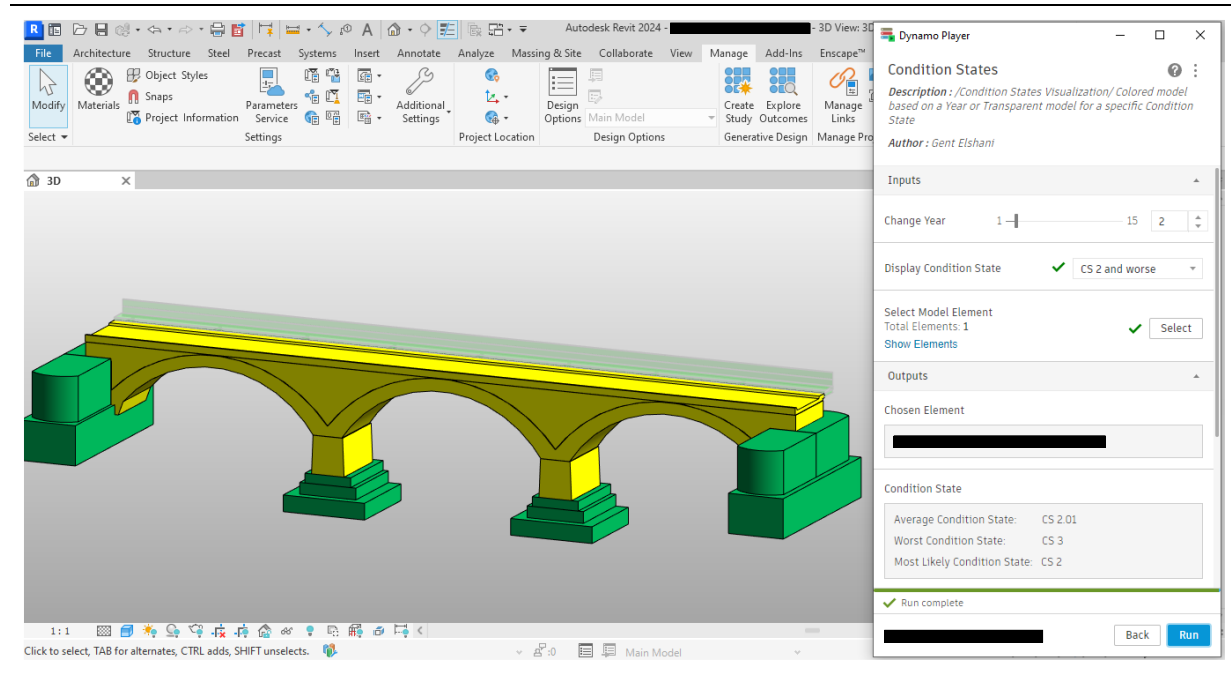 R
Autodesk Revit 2024 -
- 3D View: 3D
File Architecture Structure Steel Precast Systems Insert Annotate Analyze Massing & Site Collaborate View Manage Add-Ins Enscape™
Modify
Select
Materials
Object Styles
Snaps
Project Information
Parameters
Service
Additional
Settings
Settings
Project Location
Design
Options
Main Model
Design Options
Create
Study
Explore
Outcomes
Generative Design
Manage
Links
Manage Pro
3D
1 : 1
Click to select, TAB for alternates, CTRL adds, SHIFT unselects.
:0
Main Model
Dynamo Player
Condition States
Description : /Condition States Visualization/ Colored model
based on a Year or Transparent model for a specific Condition
State
Author : Gent Elshani
Inputs
Change Year 1 15 2
Display Condition State CS 2 and worse
Select Model Element
Total Elements: 1
Show Elements
Select
Outputs
Chosen Element
Condition State
Average Condition State: CS 2.01
Worst Condition State: CS 3
Most Likely Condition State: CS 2
Run complete
Back Run